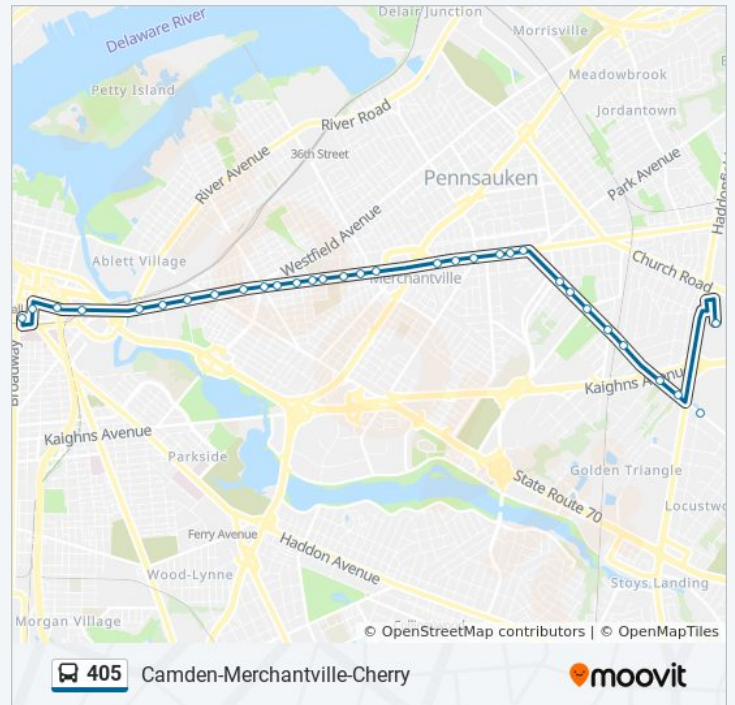 Delair Junction
Delaware River
Morrisville
Petty Island
Meadowbrook
Jordantown
River Road
36th Street
River Avenue
Pennsauken
Park Avenue
Westfield Avenue
Ablett Village
Church Road
Merchantville
Broadway
Kaighns Avenue
Kaighns Avenue
Parkside
Golden Triangle
State Route 70
Ferry Avenue
Haddon Avenue
Wood-Lynne
Stoys Landing
Morgan Village
© OpenStreetMap contributors | © OpenMapTiles
405 Camden-Merchantville-Cherry
moovit